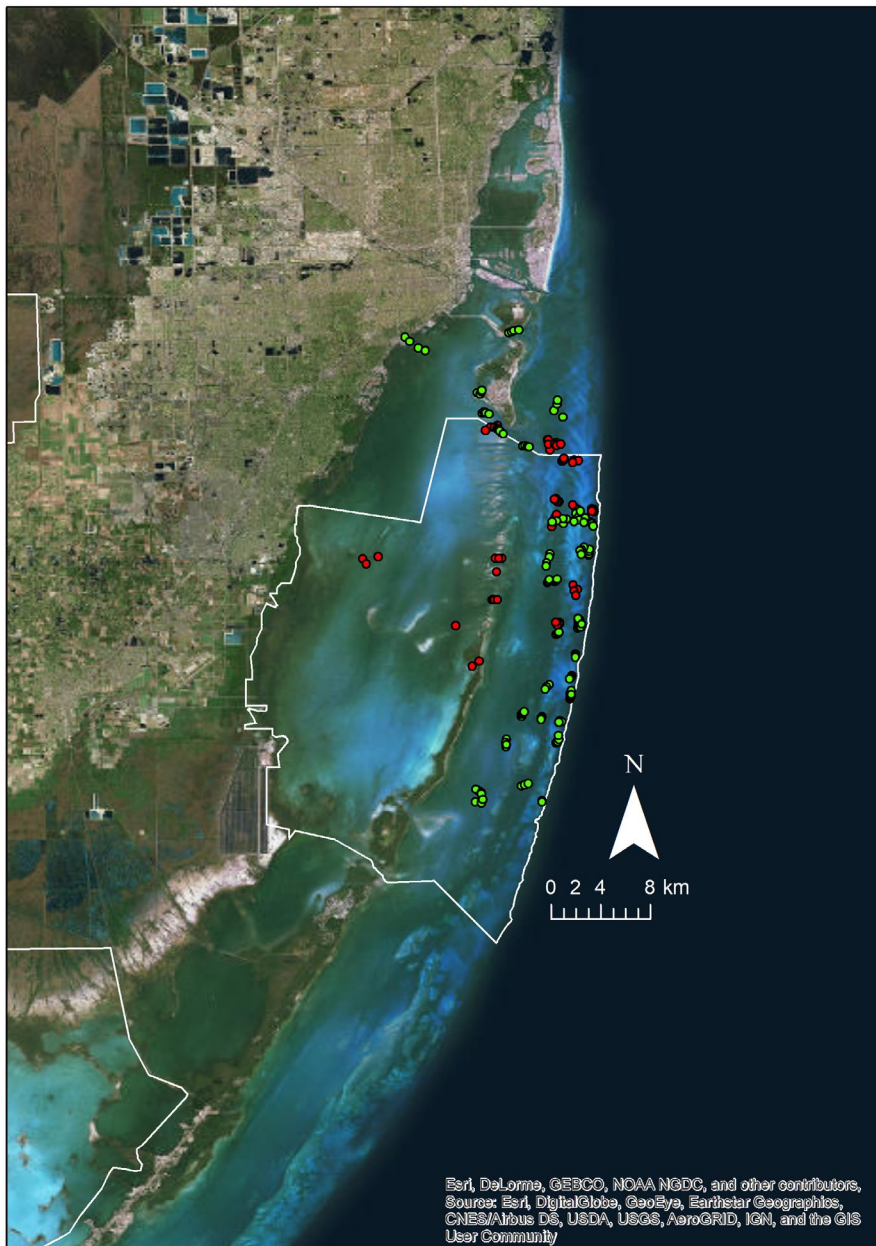 N
0 2 4 8 km
Esri, DeLorme, GEBCO, NOAA NGDC, and other contributors,
Source: Esri, DigitalGlobe, GeoEye, Earthstar Geographics,
CNES/Airbus DS, USDA, USGS, AeroGRID, IGN, and the GIS
User Community